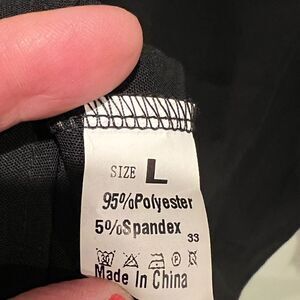 SIZE L
95%Polyester
5%Spandex
33
Made In China